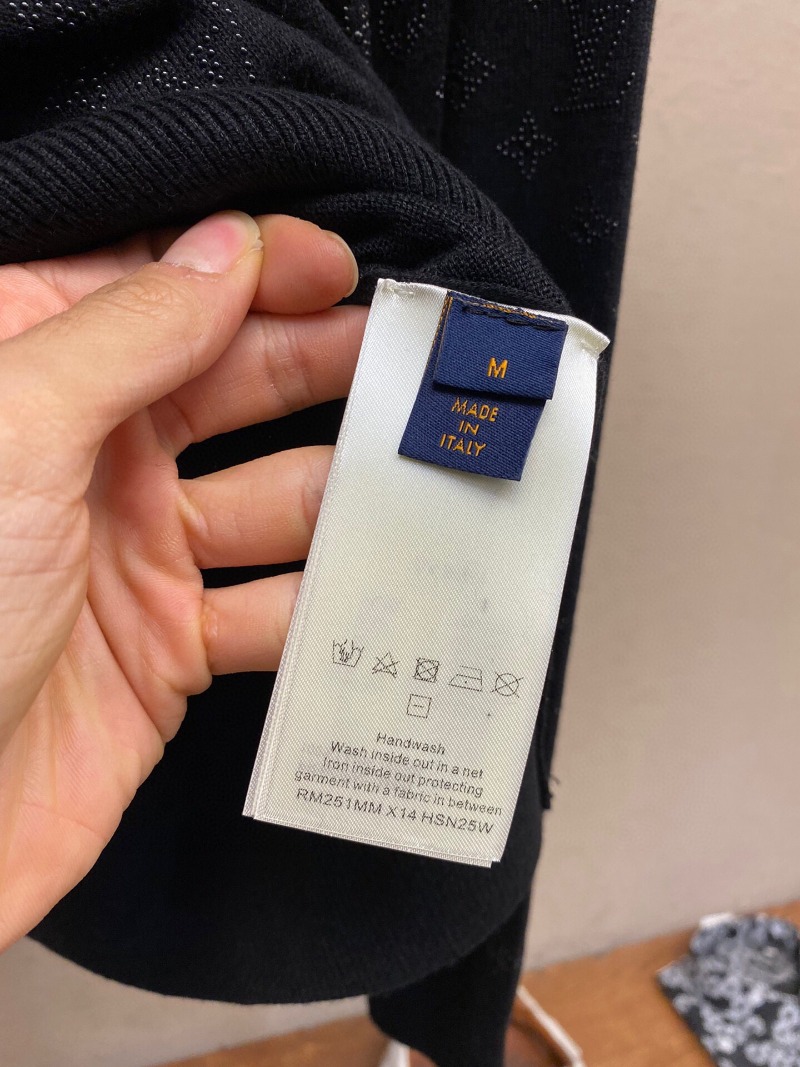 M
MADE
IN
ITALY
Handwash
Wash inside out in a net
Iron inside out protecting
garment with a fabric in between
RM251MM X14 HSN25W